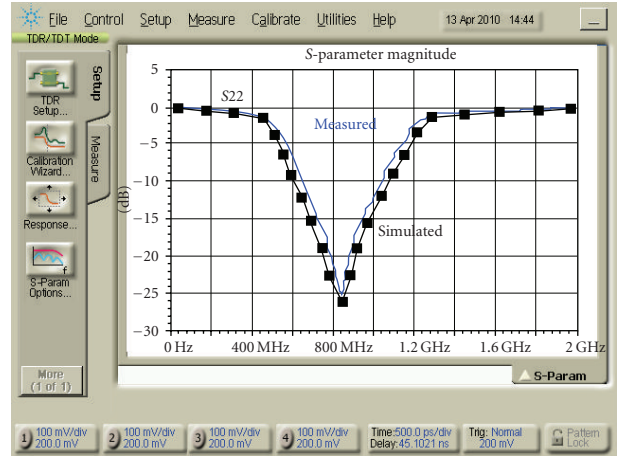 File Control Setup Measure Calibrate Utilities Help 13 Apr 2010 14:44
TDR/TDT Mode
Setup
Measure
TDR
Setup...
Calibration
Wizard...
Response...
S-Param
Options...
More
(1 of 1)
S-parameter magnitude
5
0
−5
−10
−15
−20
−25
−30
(dB)
S22
Measured
Simulated
0 Hz 400 MHz 800 MHz 1.2 GHz 1.6 GHz 2 GHz
S-Param
1) 100 mV/div 200.0 mV
2) 100 mV/div 200.0 mV
3) 100 mV/div 200.0 mV
4) 100 mV/div 200.0 mV
Time:500.0 ps/div
Delay:45.1021 ns
Trig: Normal
200 mV
Pattern
Lock